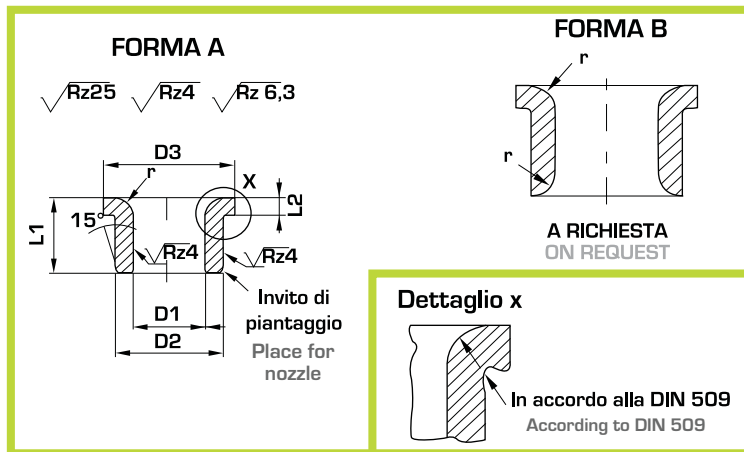 FORMA A
Rz25 Rz4 Rz 6,3
D3
r
X
L2
L1
15°
Rz4
Rz4
D1
D2
Invito di
piantaggio
Place for
nozzle
FORMA B
r
r
A RICHIESTA
ON REQUEST
Dettaglio x
In accordo alla DIN 509
According to DIN 509